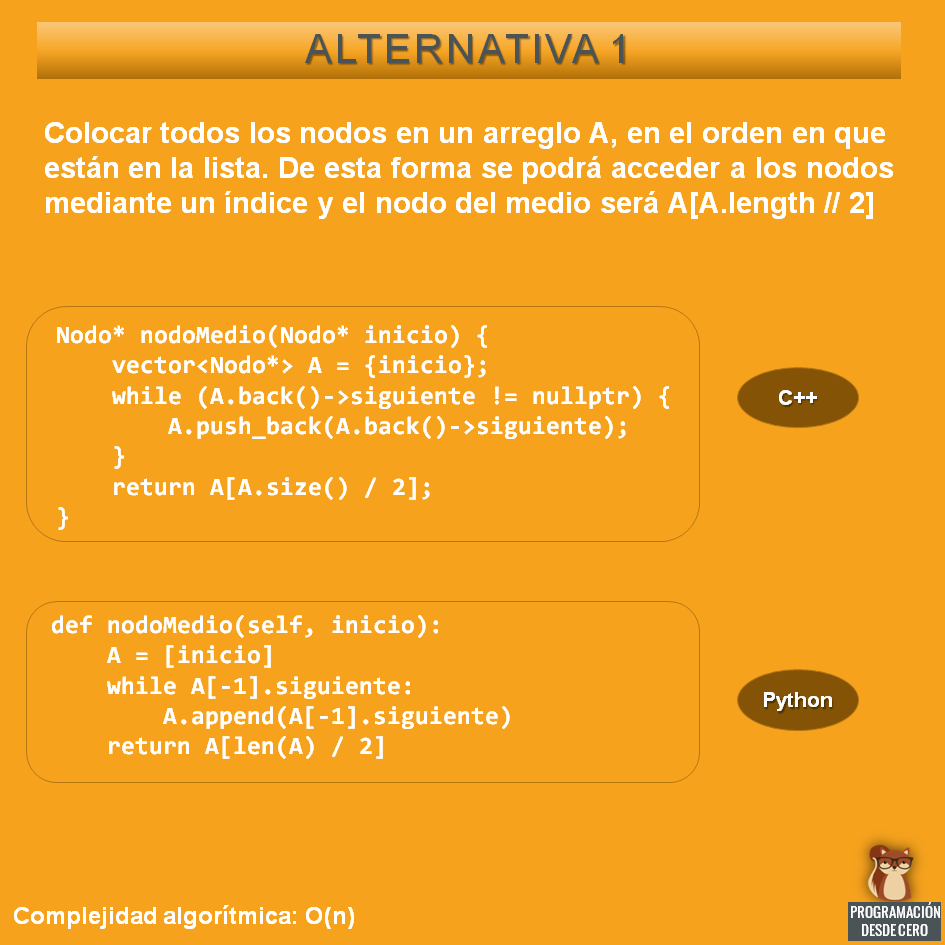 ALTERNATIVA 1
Colocar todos los nodos en un arreglo A, en el orden en que
están en la lista. De esta forma se podrá acceder a los nodos
mediante un índice y el nodo del medio será A[A.length // 2]
Nodo* nodoMedio(Nodo* inicio) {
    vector<Nodo*> A = {inicio};
    while (A.back()->siguiente != nullptr) {
        A.push_back(A.back()->siguiente);
    }
    return A[A.size() / 2];
}
C++
def nodoMedio(self, inicio):
    A = [inicio]
    while A[-1].siguiente:
        A.append(A[-1].siguiente)
    return A[len(A) / 2]
Python
Complejidad algorítmica: O(n)
PROGRAMACIÓN
DESDE CERO